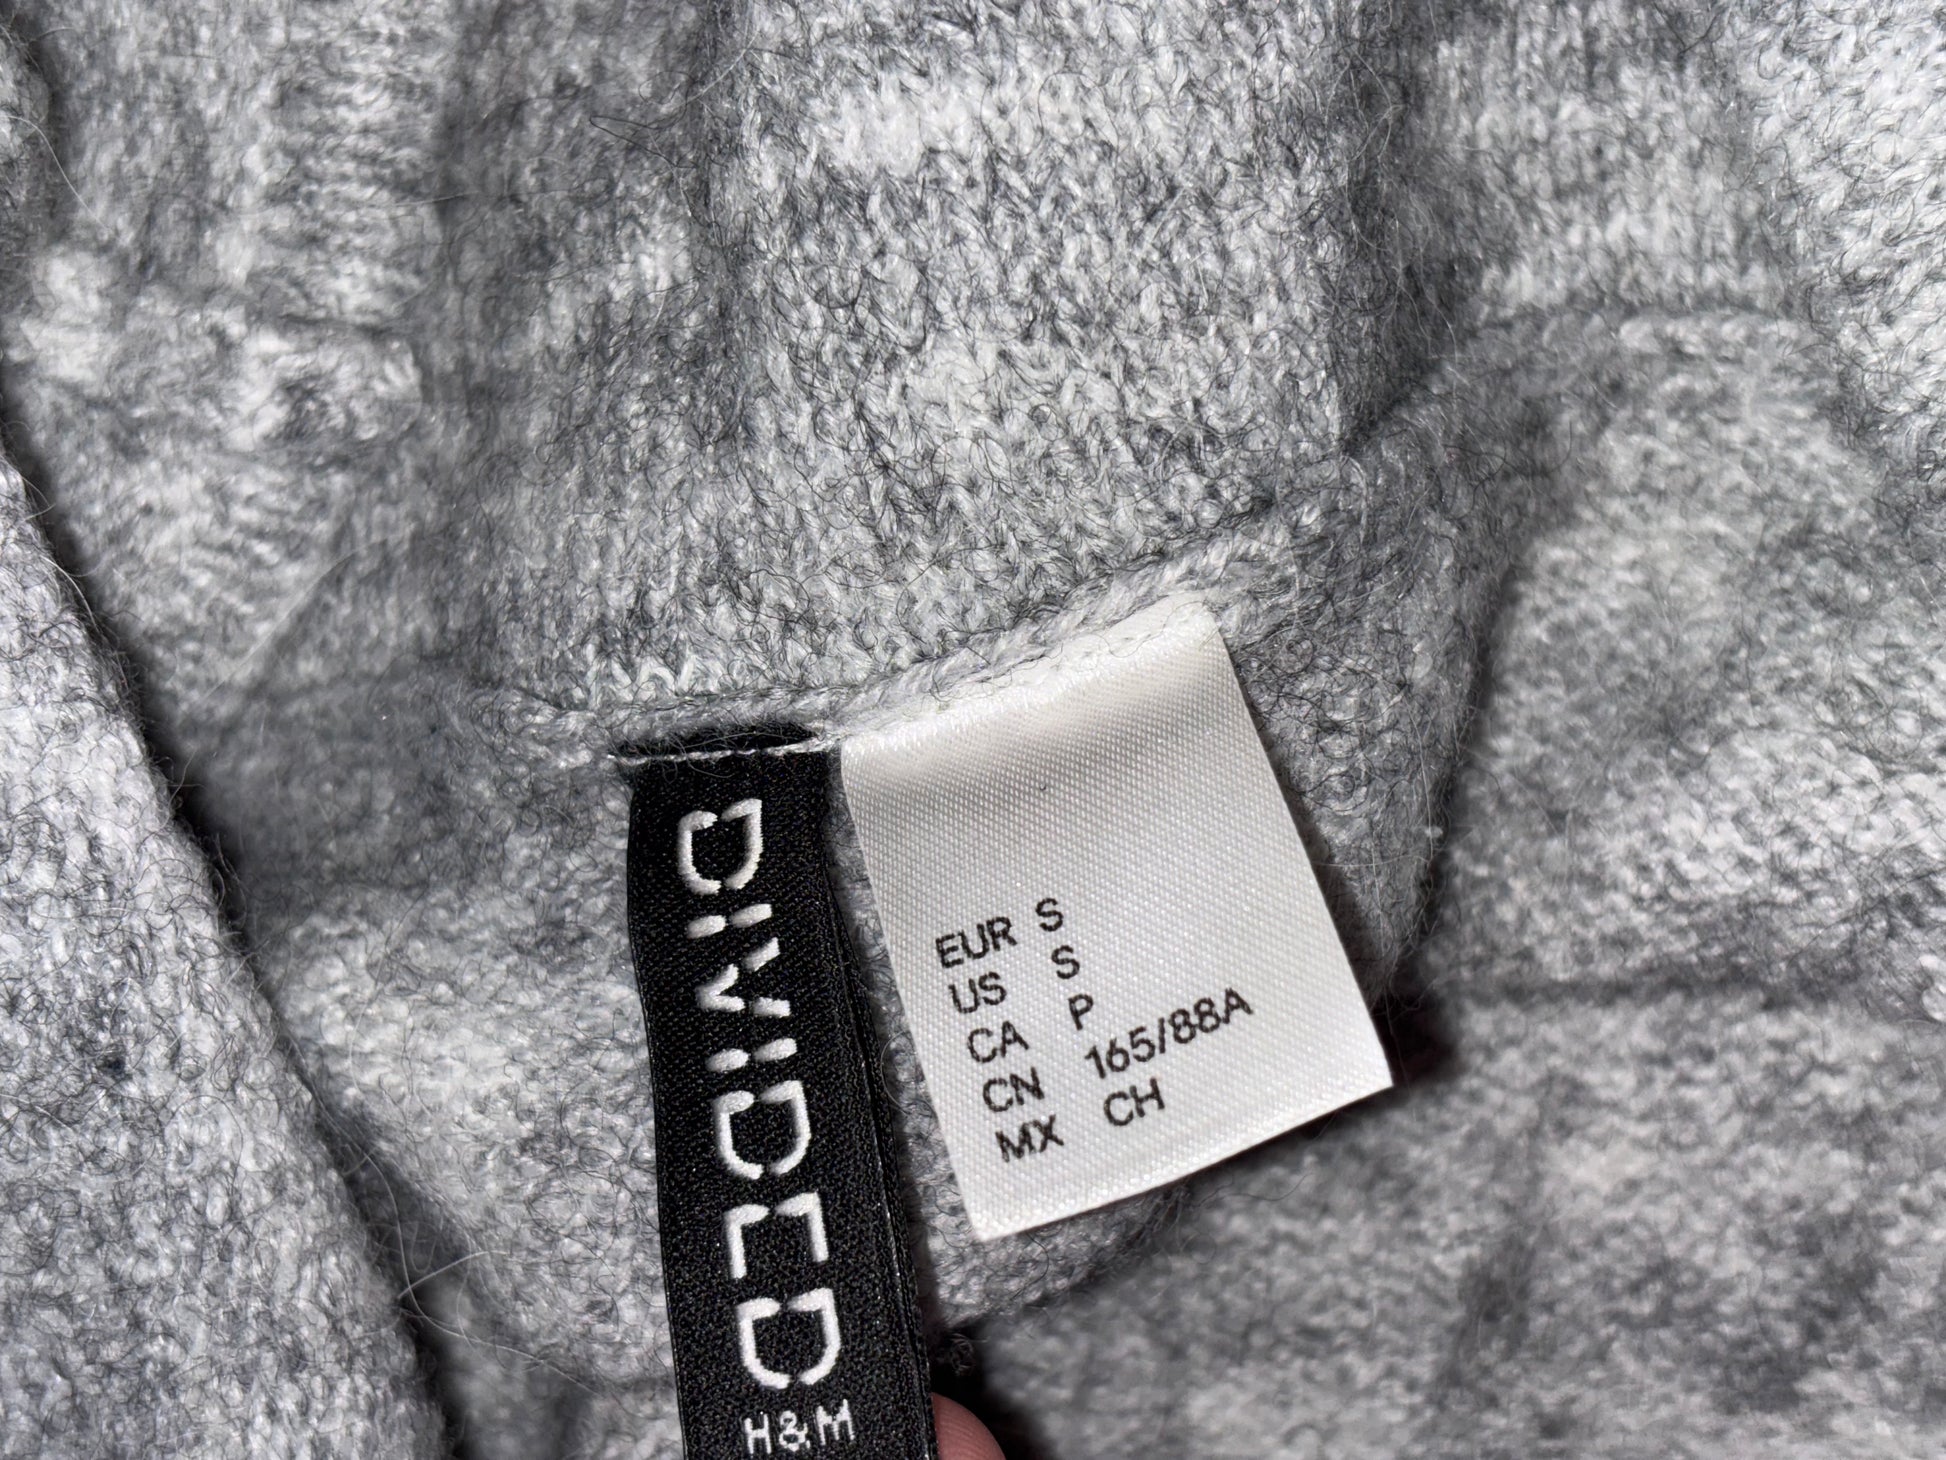 DIVIDED
H&M
EUR S
US S
CA P
CN 165/88A
MX CH